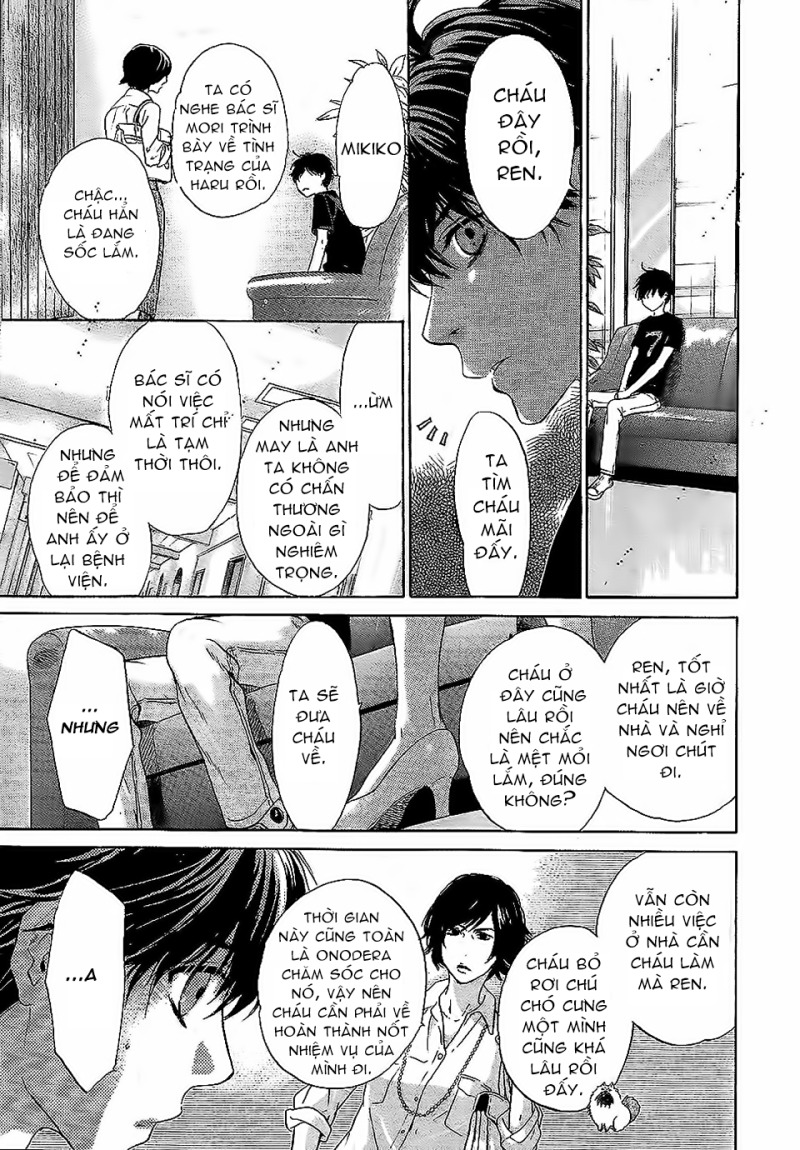 CHÁU
ĐÂY RỒI,
REN.
TA
TÌM
CHÁU
MÃI
ĐẤY.
MIKIKO
TA CÓ
NGHE BÁC SĨ
MORI TRÌNH
BÀY VỀ TÌNH
TRẠNG CỦA
HARU RỒI.
CHẬC...
CHÁU HẲN
LÀ ĐANG
SỐC LẮM.
...ỪM
NHƯNG
MAY LÀ ANH
TA KHÔNG
CÓ CHẤN
THƯƠNG
NGOÀI GÌ
NGHIÊM
TRỌNG.
BÁC SĨ CÓ
NÓI VIỆC
MẤT TRÍ CHỈ
LÀ TẠM
THỜI THÔI.
NHƯNG
ĐỂ ĐẢM
BẢO THÌ
NÊN ĐỂ
ANH ẤY Ở
LẠI BỆNH
VIỆN.
REN, TỐT
NHẤT LÀ GIỜ
CHÁU NÊN VỀ
NHÀ VÀ NGHỈ
NGƠI CHÚT
ĐI.
CHÁU Ở
ĐÂY CŨNG
LÂU RỒI
NÊN CHẮC
LÀ MỆT MỎI
LẮM, ĐÚNG
KHÔNG?
TA SẼ
ĐƯA
CHÁU
VỀ.
...
NHƯNG
VẪN CÒN
NHIỀU VIỆC
Ở NHÀ CẦN
CHÁU LÀM
MÀ REN.
CHÁU BỎ
RƠI CHÚ
CHÓ CƯNG
MỘT MÌNH
CŨNG KHÁ
LÂU RỒI
ĐẤY.
THỜI GIAN
NÀY CŨNG TOÀN
LÀ ONODERA
CHĂM SÓC CHO
NÓ, VẬY NÊN
CHÁU CẦN PHẢI VỀ
HOÀN THÀNH NỐT
NHIỆM VỤ CỦA
MÌNH ĐI.
...A